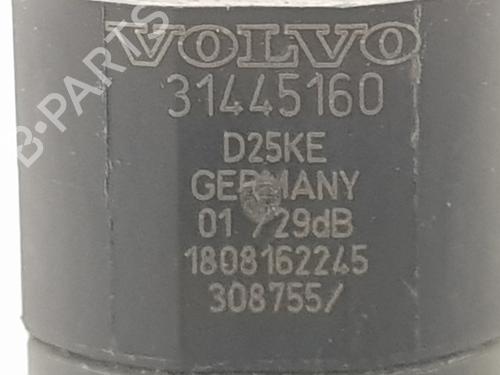 B-PARTS
VOLVO
31445160
D25KE
GERMANY
01 /29dB
1808162245
308755/